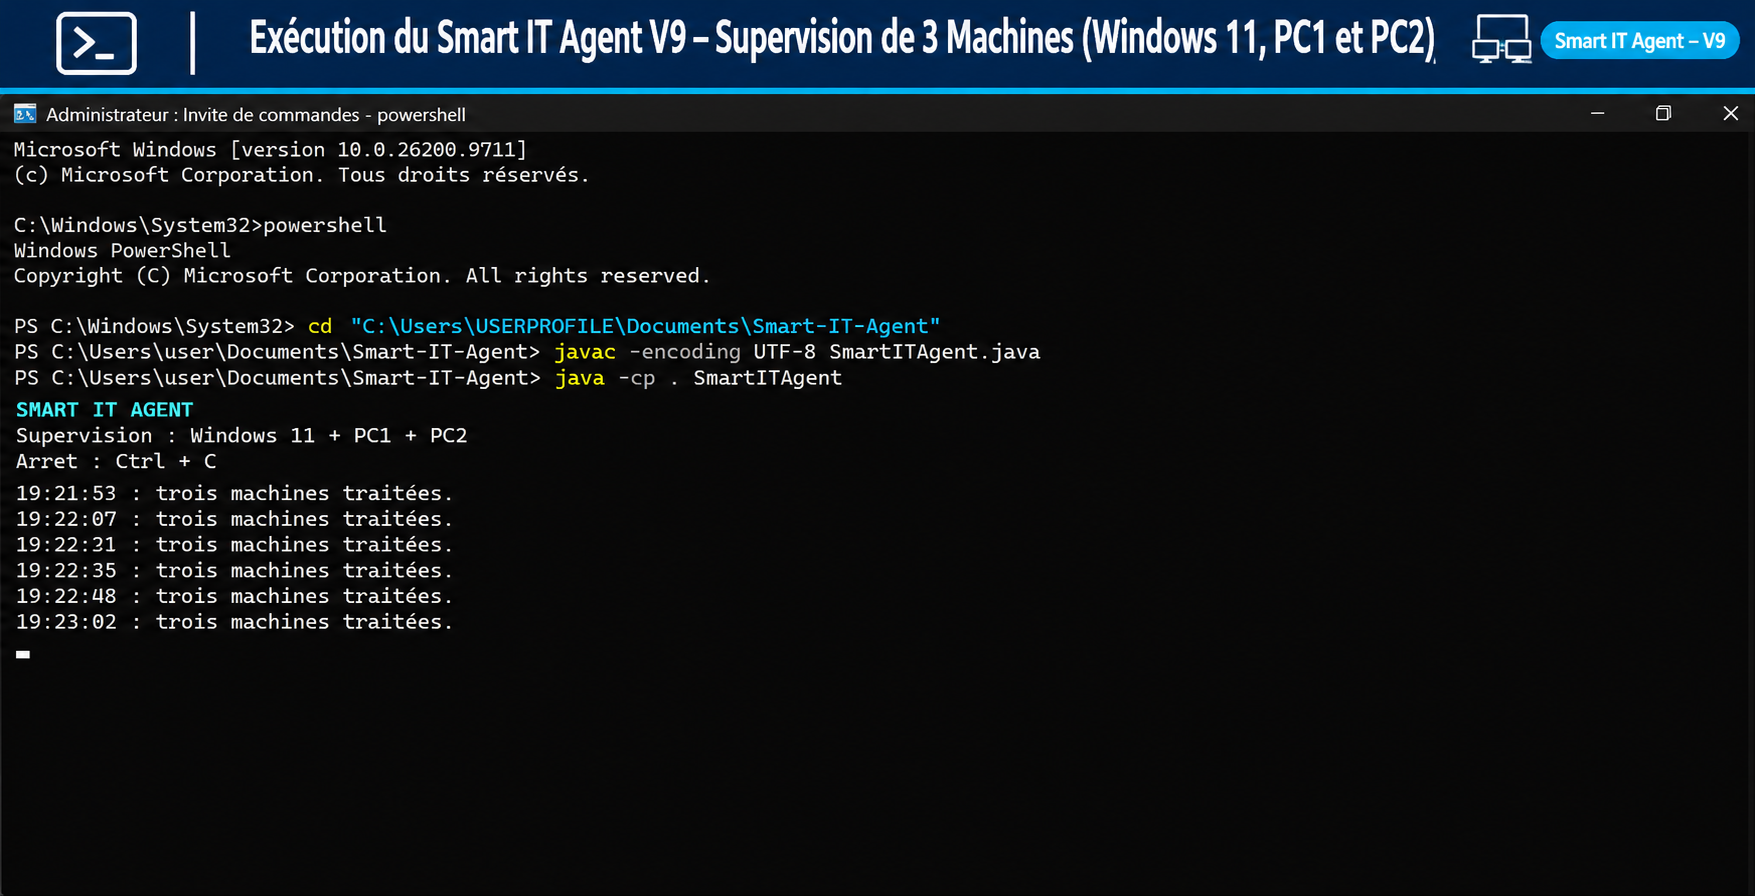 Exécution du Smart IT Agent V9 – Supervision de 3 Machines (Windows 11, PC1 et PC2)
Smart IT Agent – V9
Administrateur : Invite de commandes - powershell
Microsoft Windows [version 10.0.26200.9711]
(c) Microsoft Corporation. Tous droits réservés.
C:\Windows\System32>powershell
Windows PowerShell
Copyright (C) Microsoft Corporation. All rights reserved.
PS C:\Windows\System32> cd "C:\Users\USERPROFILE\Documents\Smart-IT-Agent"
PS C:\Users\user\Documents\Smart-IT-Agent> javac -encoding UTF-8 SmartITAgent.java
PS C:\Users\user\Documents\Smart-IT-Agent> java -cp . SmartITAgent
SMART IT AGENT
Supervision : Windows 11 + PC1 + PC2
Arret : Ctrl + C
19:21:53 : trois machines traitées.
19:22:07 : trois machines traitées.
19:22:31 : trois machines traitées.
19:22:35 : trois machines traitées.
19:22:48 : trois machines traitées.
19:23:02 : trois machines traitées.